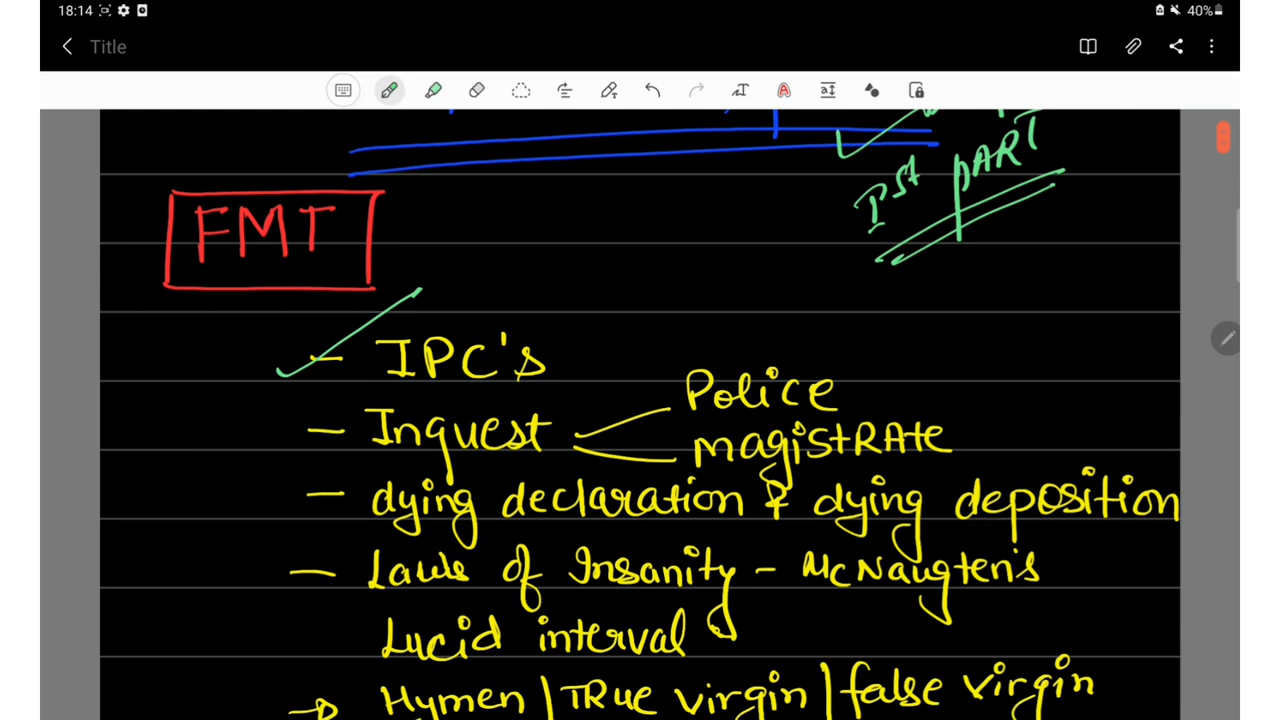 18:14
40%
Title
Ist PART
FMT
- IPC's
- Inquest Police
magiStRAte
- dying declaration & dying deposition
- Laws of Insanity - McNaugten's
Lucid interval
→ Hymen / TRue virgin / false virgin